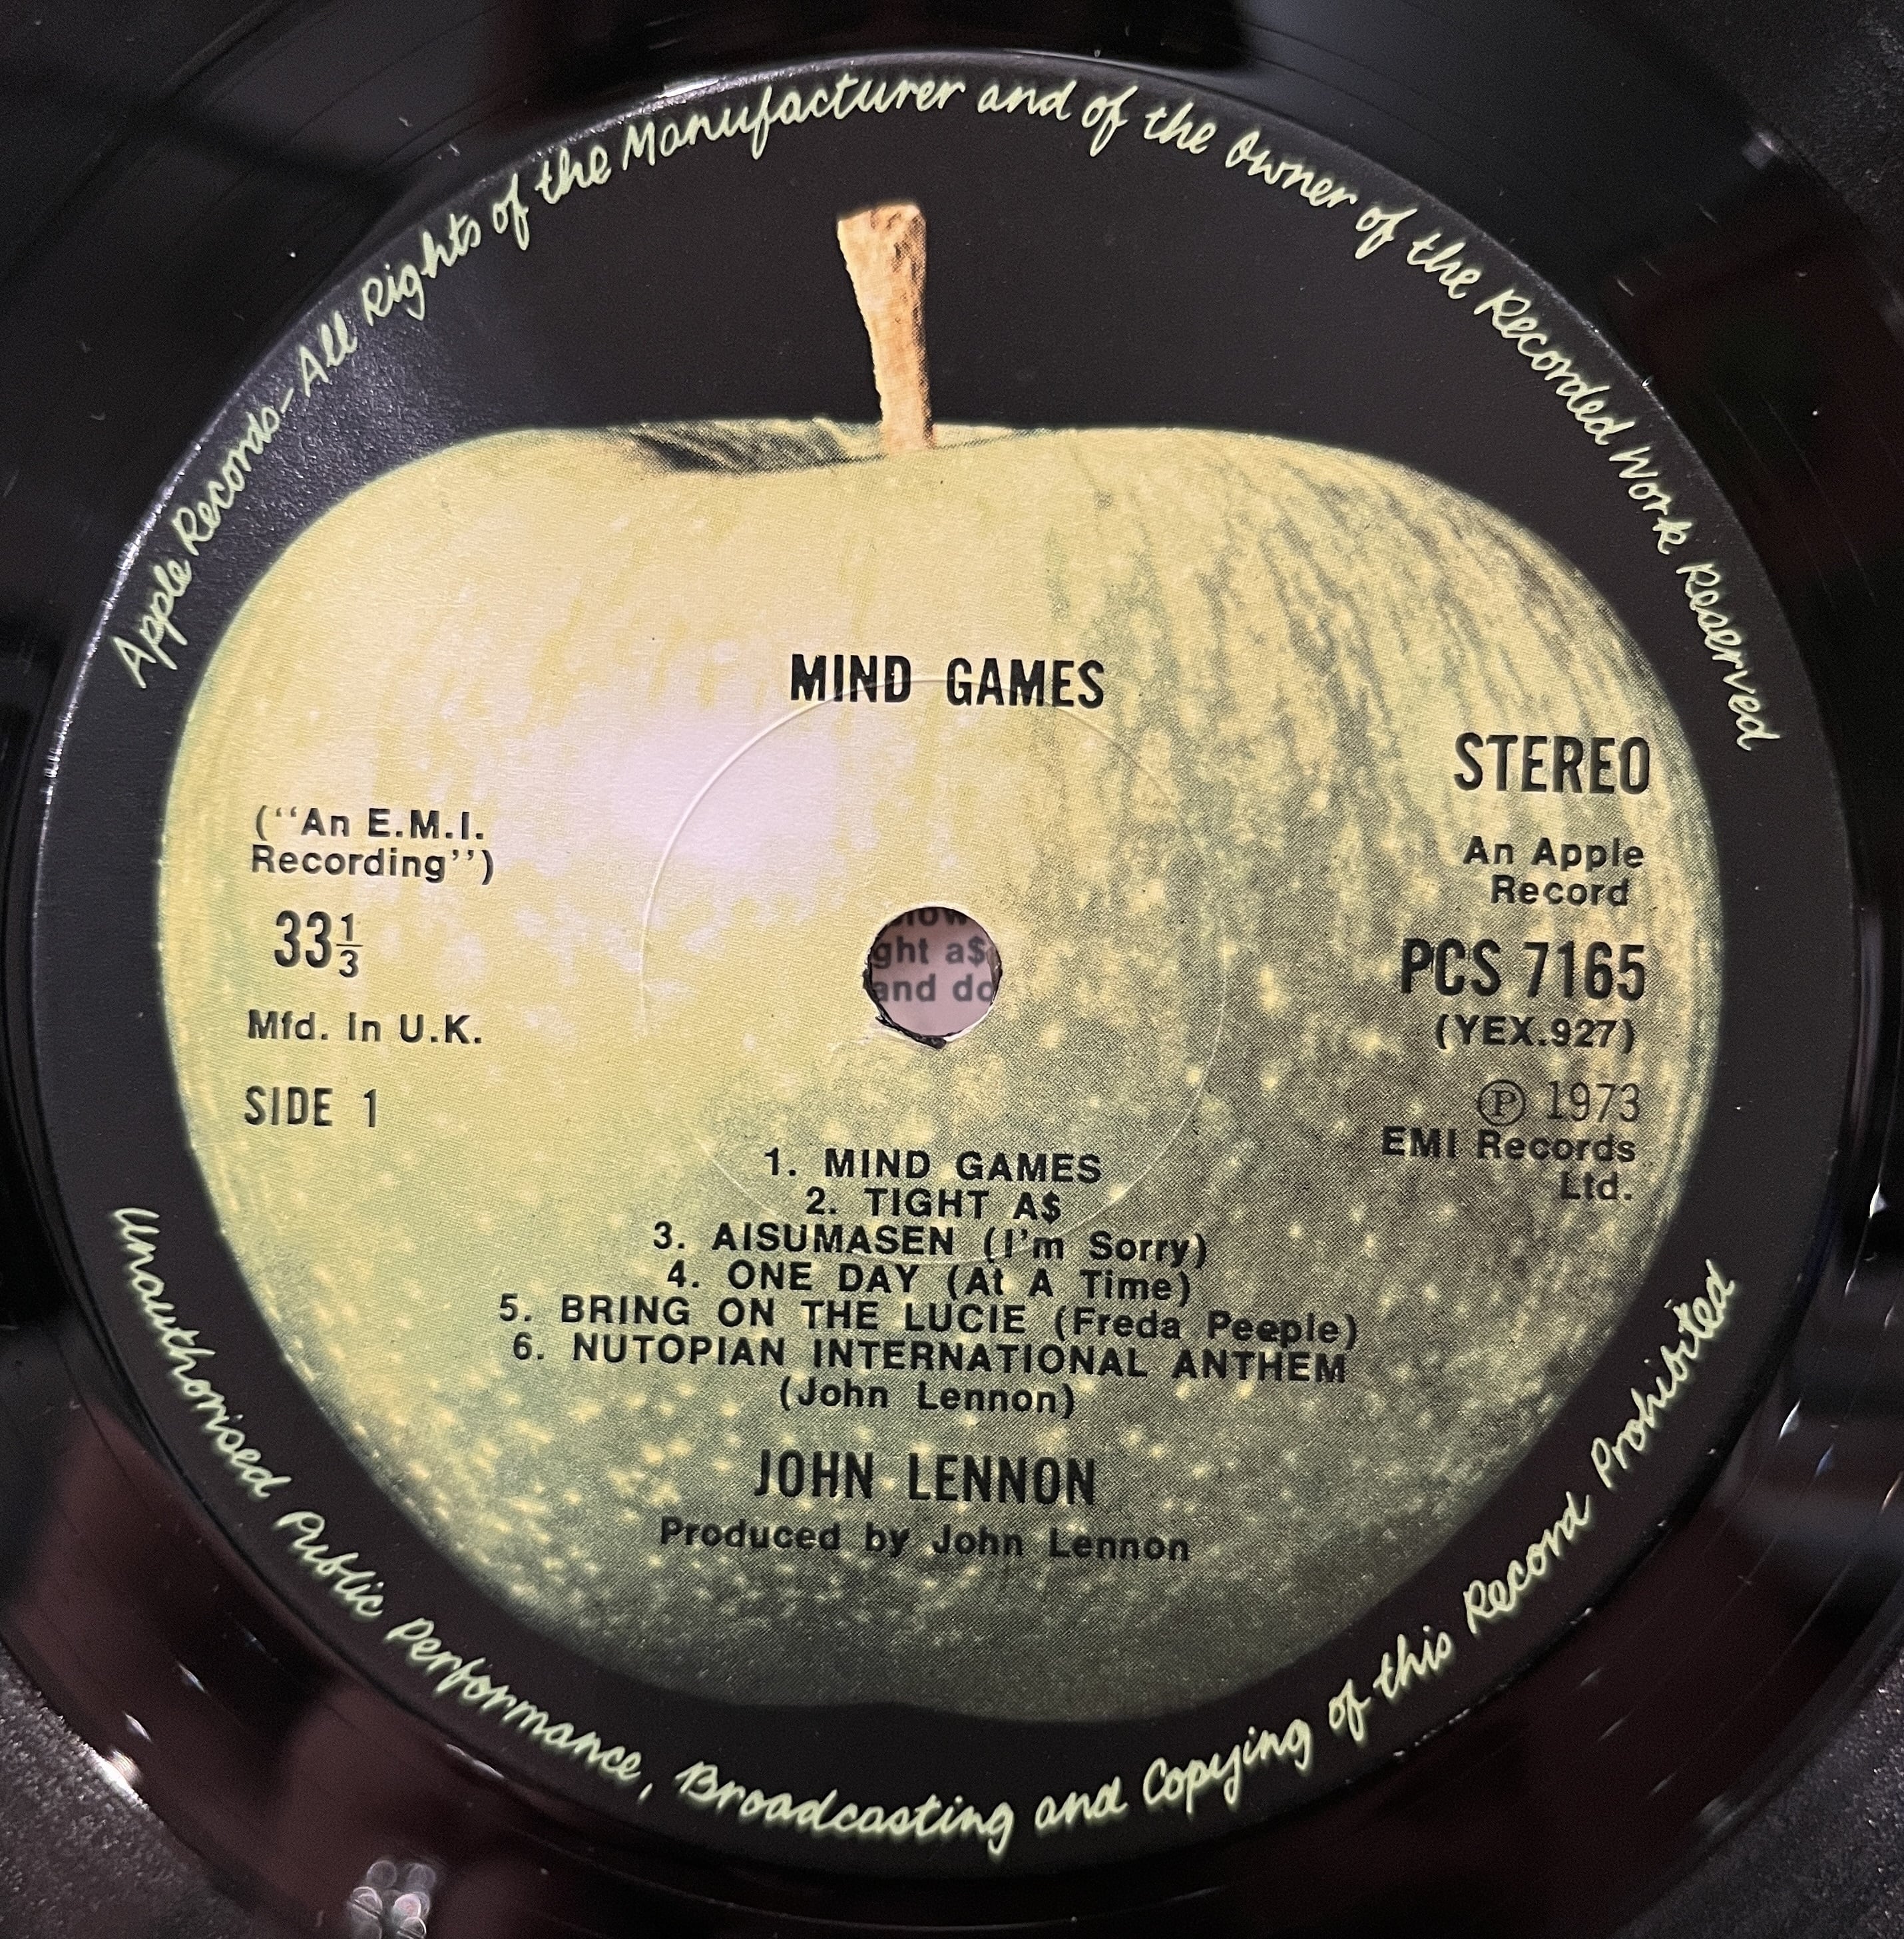 Apple Records-All Rights of the Manufacturer and of the Owner of the Recorded Work Reserved
MIND GAMES
STEREO
(“An E.M.I.
Recording”)
An Apple
Record
33⅓
PCS 7165
(YEX.927)
Mfd. In U.K.
SIDE 1
℗ 1973
EMI Records
Ltd.
ght a$
and do
1. MIND GAMES
2. TIGHT A$
3. AISUMASEN (I'm Sorry)
4. ONE DAY (At A Time)
5. BRING ON THE LUCIE (Freda Peeple)
6. NUTOPIAN INTERNATIONAL ANTHEM
(John Lennon)
JOHN LENNON
Produced by John Lennon
Unauthorised Public Performance, Broadcasting and Copying of this Record Prohibited